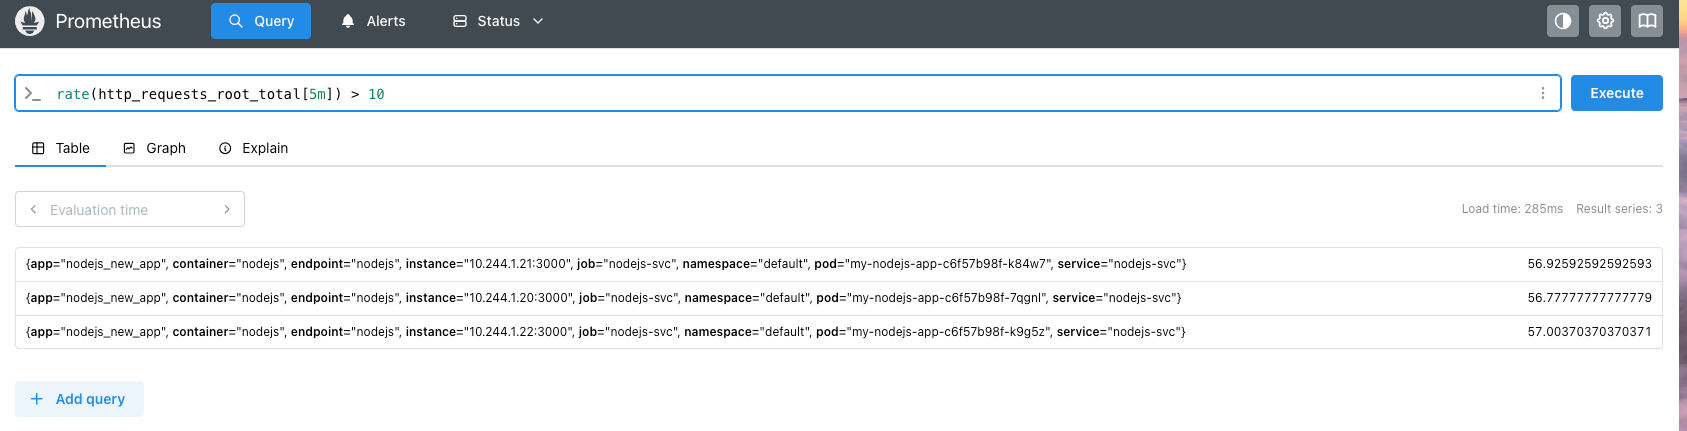 Prometheus Query Alerts Status
>_ rate(http_requests_root_total[5m]) > 10 Execute
Table Graph Explain
Evaluation time Load time: 285ms Result series: 3
{app="nodejs_new_app", container="nodejs", endpoint="nodejs", instance="10.244.1.21:3000", job="nodejs-svc", namespace="default", pod="my-nodejs-app-c6f57b98f-k84w7", service="nodejs-svc"} 56.92592592592593
{app="nodejs_new_app", container="nodejs", endpoint="nodejs", instance="10.244.1.20:3000", job="nodejs-svc", namespace="default", pod="my-nodejs-app-c6f57b98f-7qgnl", service="nodejs-svc"} 56.77777777777779
{app="nodejs_new_app", container="nodejs", endpoint="nodejs", instance="10.244.1.22:3000", job="nodejs-svc", namespace="default", pod="my-nodejs-app-c6f57b98f-k9g5z", service="nodejs-svc"} 57.00370370370371
+ Add query